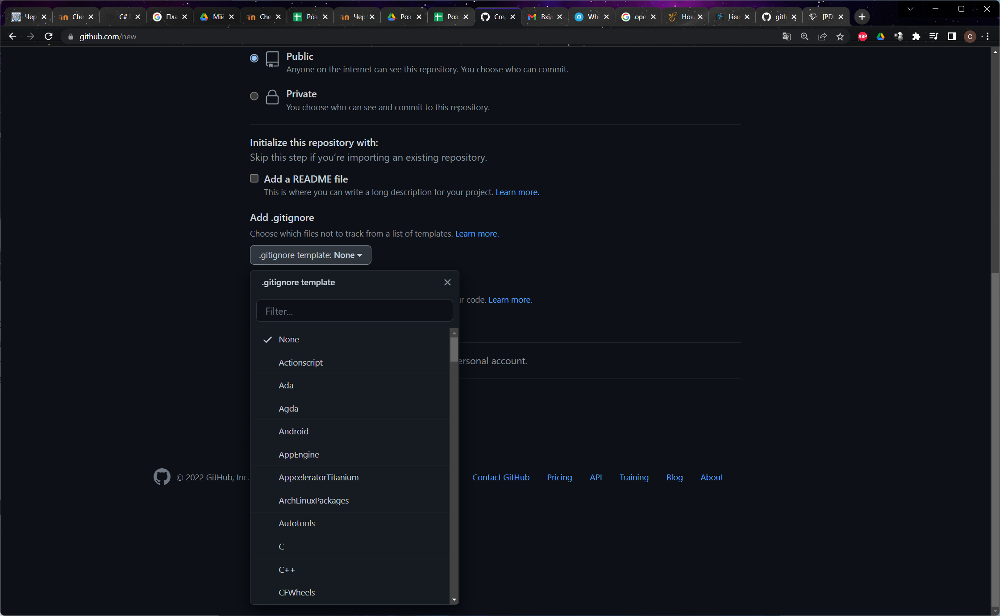 Чер Che C# Пла Мій Che Роз Чер Роз Роз Crea Вхід Whi ope How Lice gith [PD
github.com/new
ABP
C
Public
Anyone on the internet can see this repository. You choose who can commit.
Private
You choose who can see and commit to this repository.
Initialize this repository with:
Skip this step if you’re importing an existing repository.
Add a README file
This is where you can write a long description for your project. Learn more.
Add .gitignore
Choose which files not to track from a list of templates. Learn more.
.gitignore template: None
.gitignore template
ur code. Learn more.
Filter...
None
Actionscript
ersonal account.
Ada
Agda
Android
AppEngine
AppceleratorTitanium
© 2022 GitHub, Inc.
Contact GitHub Pricing API Training Blog About
ArchLinuxPackages
Autotools
C
C++
CFWheels